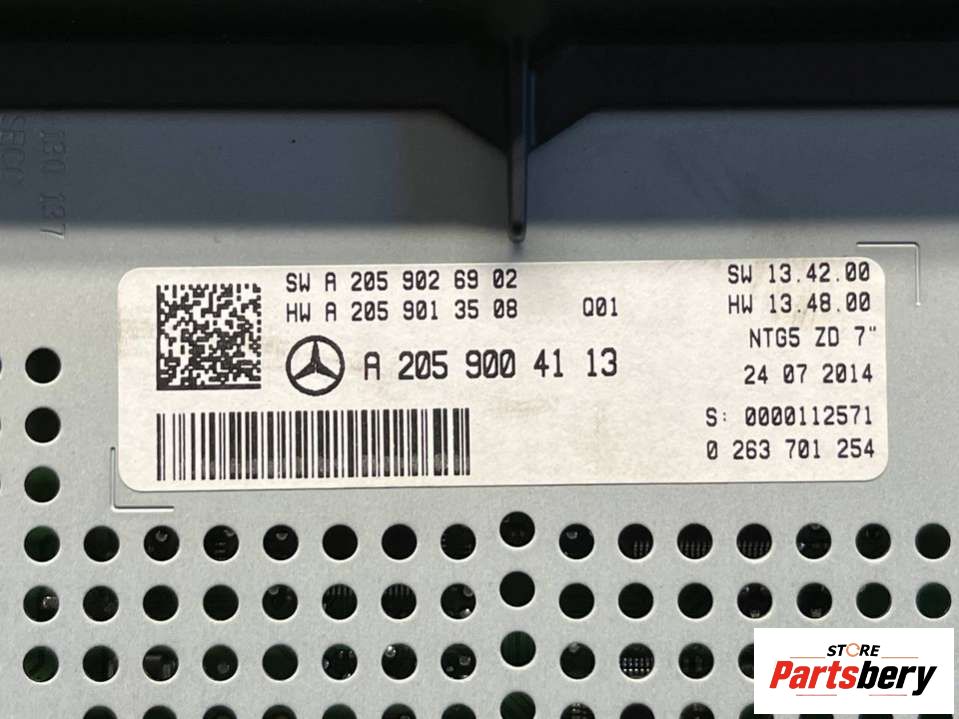 SW A 205 902 69 02
HW A 205 901 35 08 Q01
A 205 900 41 13
SW 13.42.00
HW 13.48.00
NTG5 ZD 7"
24 07 2014
S: 0000112571
0 263 701 254
STORE
Partsbery